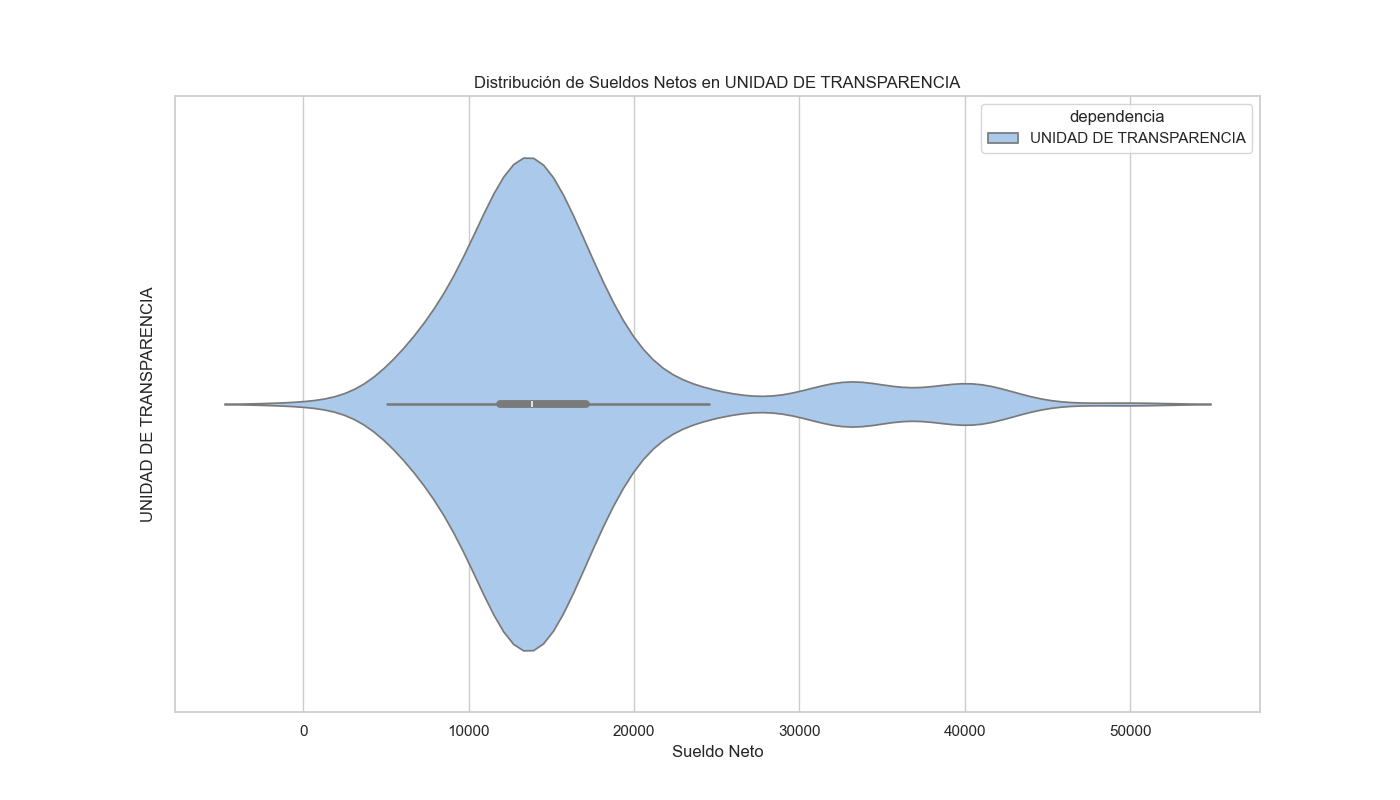 Distribución de Sueldos Netos en UNIDAD DE TRANSPARENCIA
dependencia
UNIDAD DE TRANSPARENCIA
UNIDAD DE TRANSPARENCIA
0
10000
20000
30000
40000
50000
Sueldo Neto